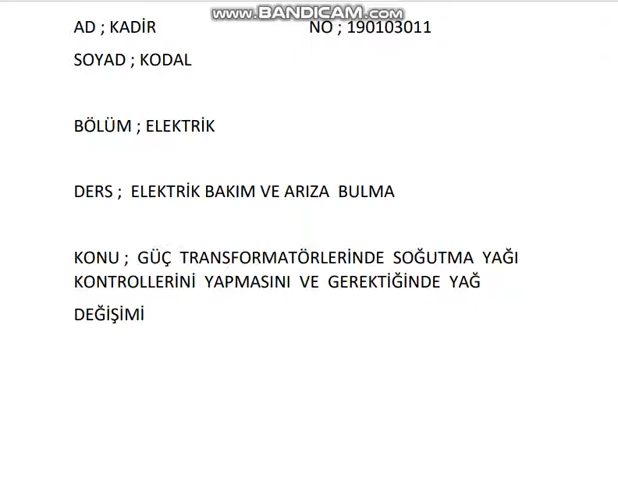 www.BANDICAM.com
AD ; KADİR NO ; 190103011
SOYAD ; KODAL
BÖLÜM ; ELEKTRİK
DERS ; ELEKTRİK BAKIM VE ARIZA BULMA
KONU ; GÜÇ TRANSFORMATÖRLERİNDE SOĞUTMA YAĞI
KONTROLLERİNİ YAPMASINI VE GEREKTİĞİNDE YAĞ
DEĞİŞİMİ